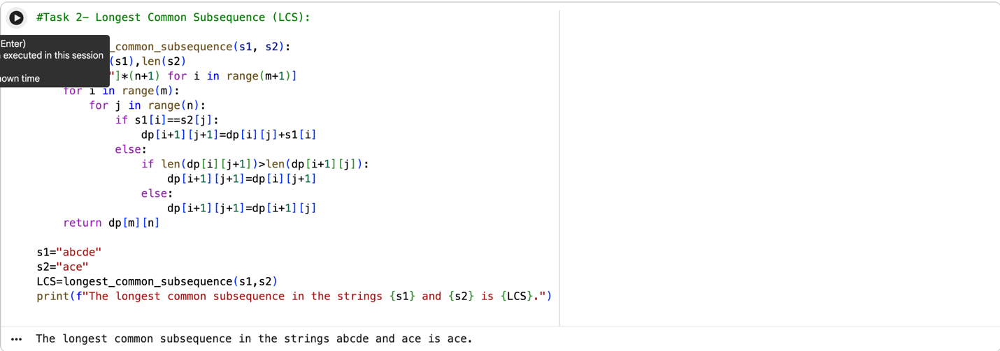 #Task 2- Longest Common Subsequence (LCS):
Enter)
_common_subsequence(s1, s2):
executed in this session
(s1),len(s2)
"]*(n+1) for i in range(m+1)]
time
for i in range(m):
for j in range(n):
if s1[i]==s2[j]:
dp[i+1][j+1]=dp[i][j]+s1[i]
else:
if len(dp[i][j+1])>len(dp[i+1][j]):
dp[i+1][j+1]=dp[i][j+1]
else:
dp[i+1][j+1]=dp[i+1][j]
return dp[m][n]
s1="abcde"
s2="ace"
LCS=longest_common_subsequence(s1,s2)
print(f"The longest common subsequence in the strings {s1} and {s2} is {LCS}.")
The longest common subsequence in the strings abcde and ace is ace.